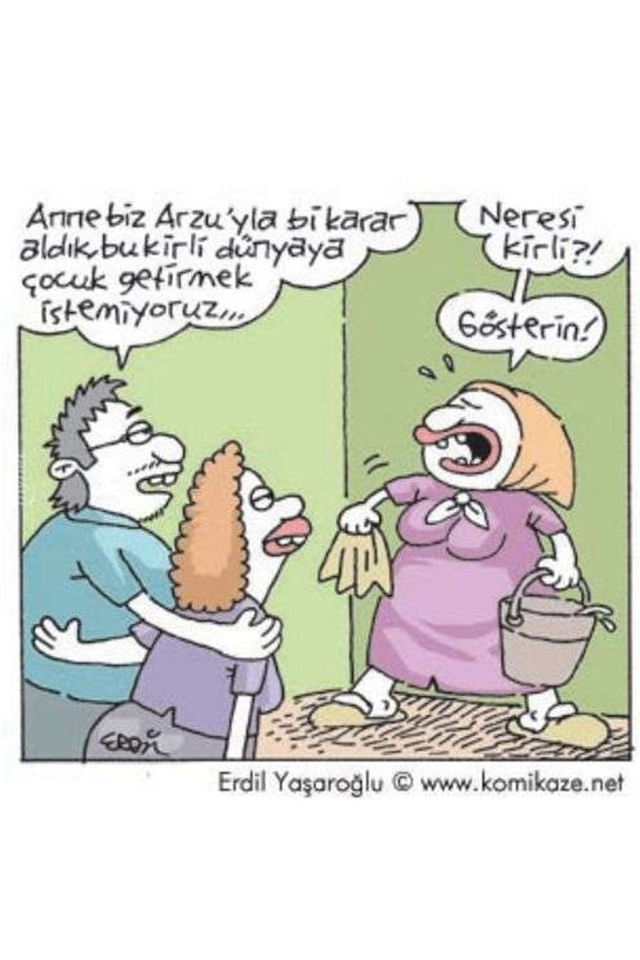 Anne biz Arzu'yla bi karar
aldık, bu kirli dünyaya
çocuk getirmek
istemiyoruz...
Neresi
kirli?!
Gösterin!
Erdil
Erdil Yaşaroğlu © www.komikaze.net